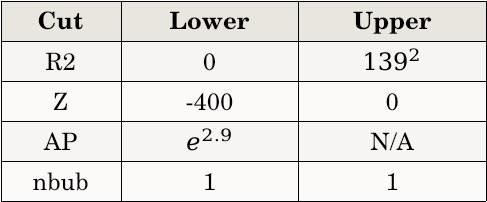 Cut Lower Upper
R2 0 139²
Z -400 0
AP e^2.9 N/A
nbub 1 1